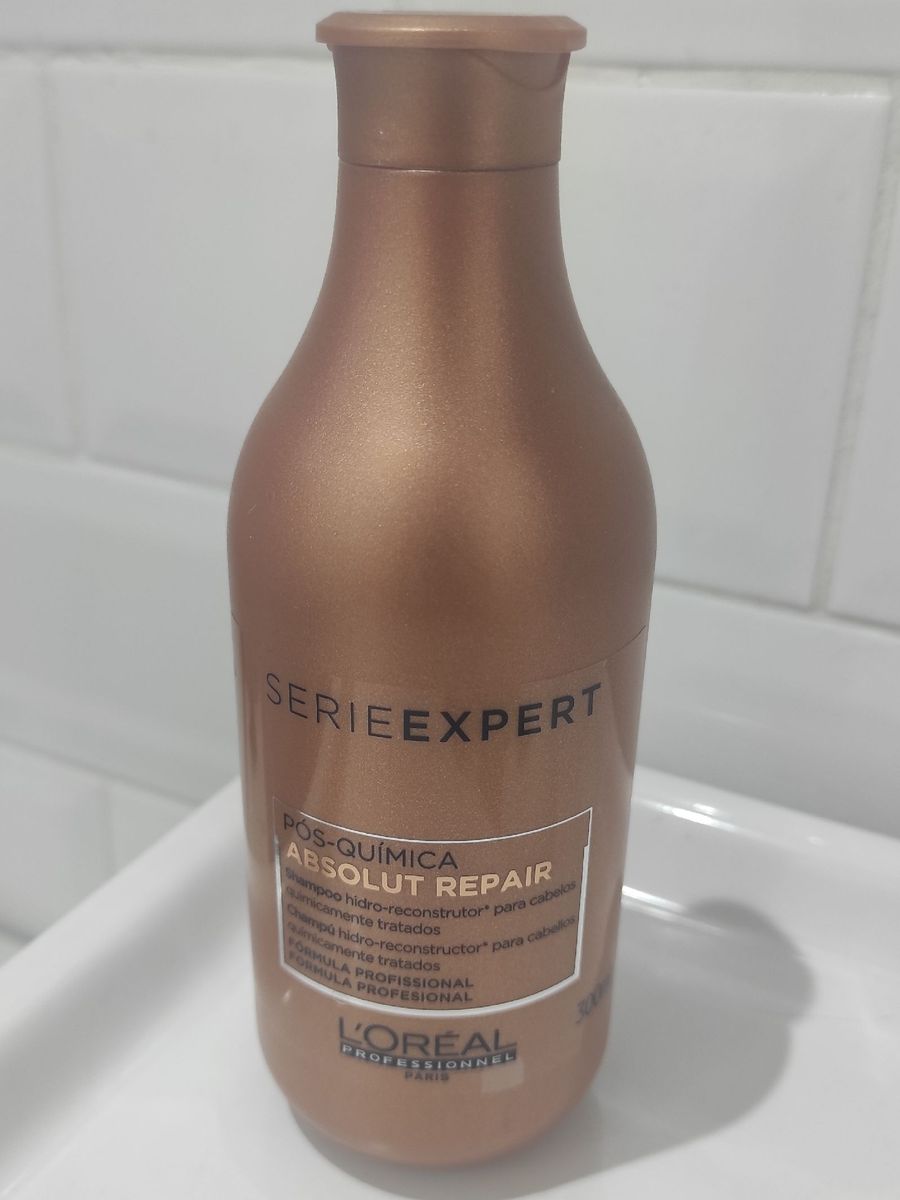 SERIEEXPERT
PÓS-QUÍMICA
ABSOLUT REPAIR
Shampoo hidro-reconstrutor* para cabelos
quimicamente tratados
Champú hidro-reconstructor* para cabellos
químicamente tratados
FÓRMULA PROFISSIONAL
FÓRMULA PROFESIONAL
L'ORÉAL
PROFESSIONNEL
PARIS